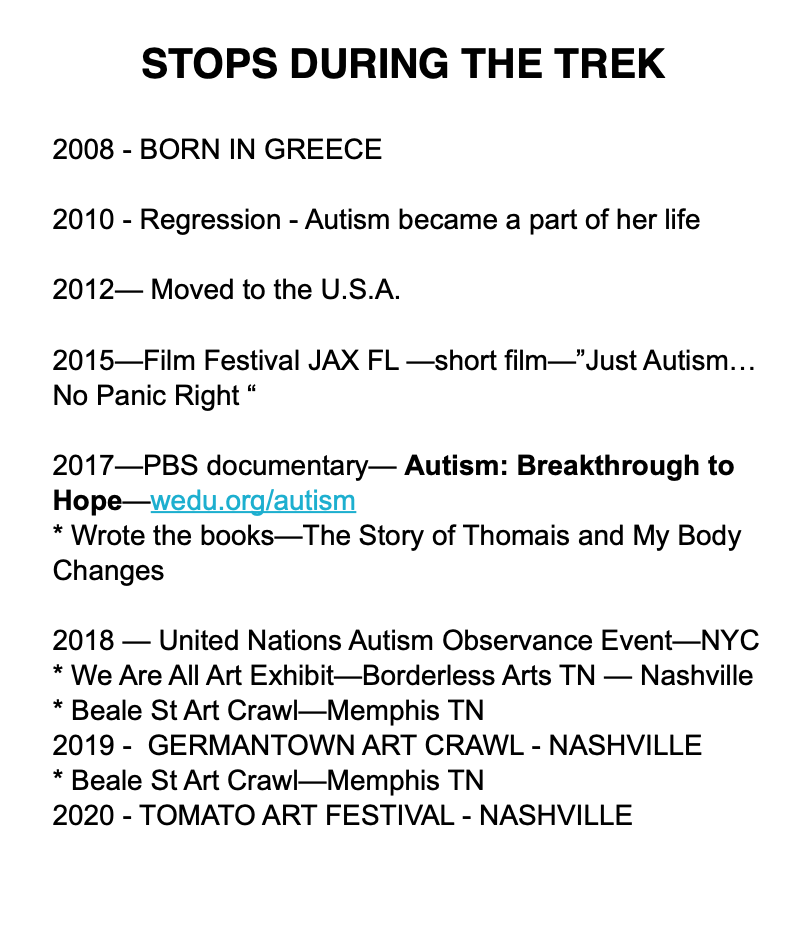 STOPS DURING THE TREK
2008 - BORN IN GREECE
2010 - Regression - Autism became a part of her life
2012— Moved to the U.S.A.
2015—Film Festival JAX FL —short film—”Just Autism…
No Panic Right “
2017—PBS documentary— Autism: Breakthrough to
Hope—wedu.org/autism
* Wrote the books—The Story of Thomais and My Body
Changes
2018 — United Nations Autism Observance Event—NYC
* We Are All Art Exhibit—Borderless Arts TN — Nashville
* Beale St Art Crawl—Memphis TN
2019 -  GERMANTOWN ART CRAWL - NASHVILLE
* Beale St Art Crawl—Memphis TN
2020 - TOMATO ART FESTIVAL - NASHVILLE